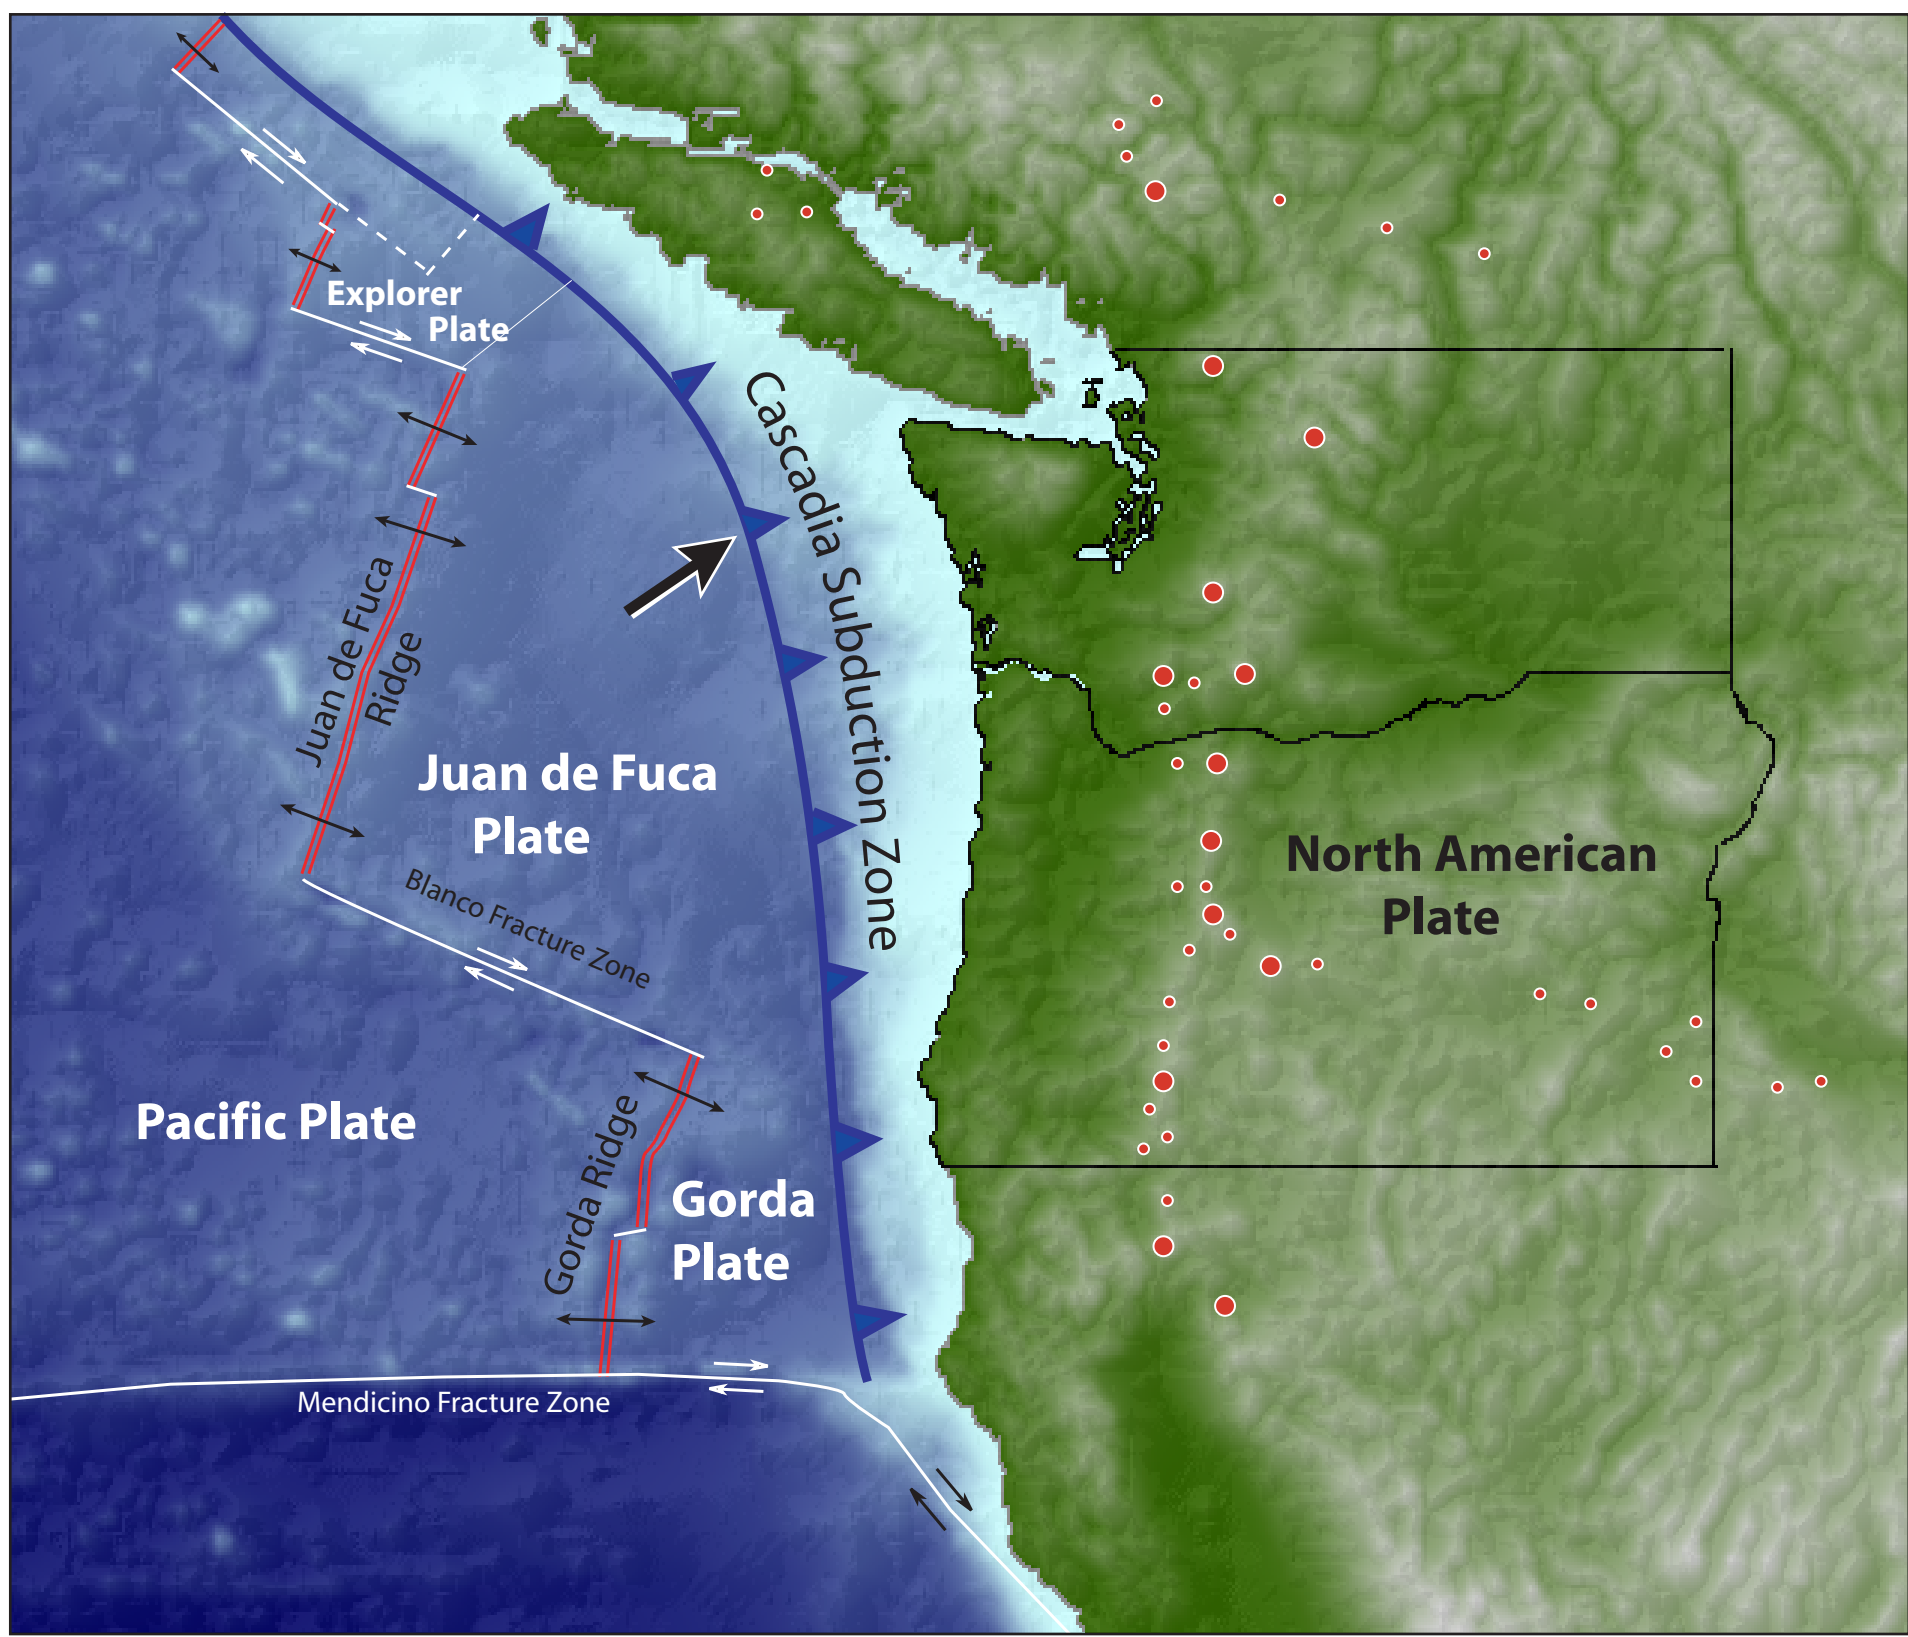 Explorer
Plate
Cascadia Subduction Zone
Juan de Fuca
Ridge
Juan de Fuca
Plate
Blanco Fracture Zone
North American
Plate
Pacific Plate
Gorda Ridge
Gorda
Plate
Mendicino Fracture Zone